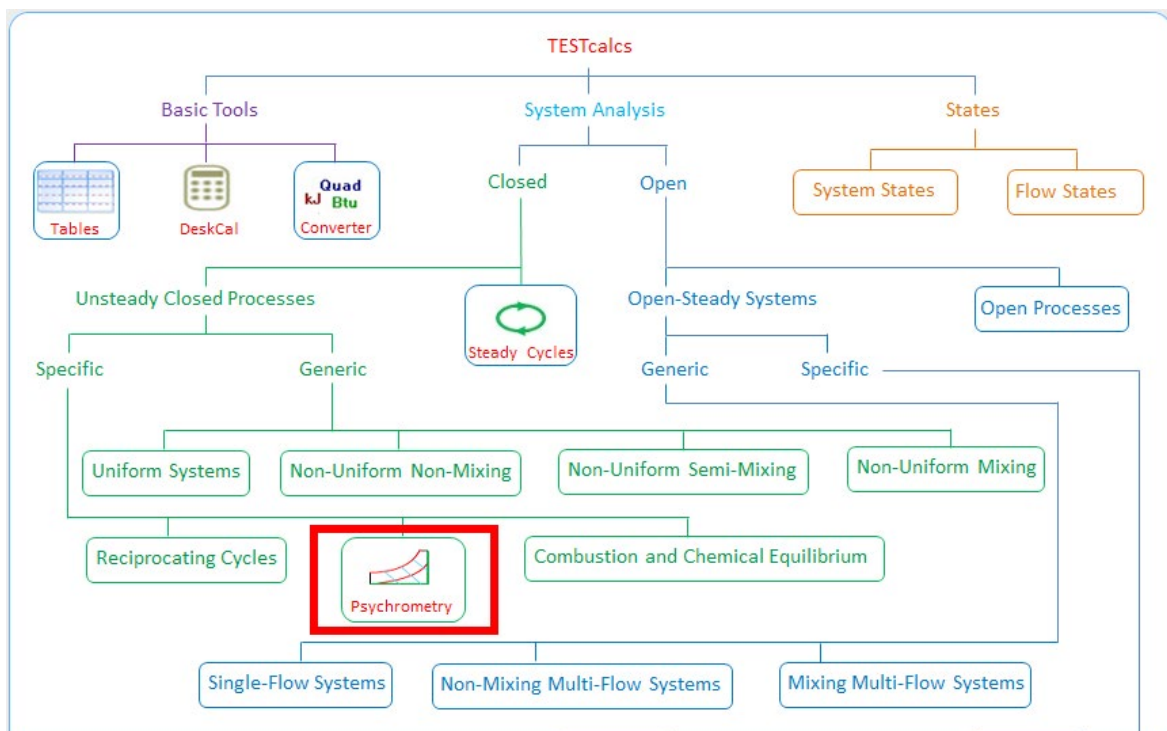 TESTcalcs
Basic Tools
System Analysis
States
Tables
DeskCal
kJ Quad
Btu
Converter
Closed
Open
System States
Flow States
Unsteady Closed Processes
Steady Cycles
Open-Steady Systems
Open Processes
Specific
Generic
Generic
Specific
Uniform Systems
Non-Uniform Non-Mixing
Non-Uniform Semi-Mixing
Non-Uniform Mixing
Reciprocating Cycles
Psychrometry
Combustion and Chemical Equilibrium
Single-Flow Systems
Non-Mixing Multi-Flow Systems
Mixing Multi-Flow Systems